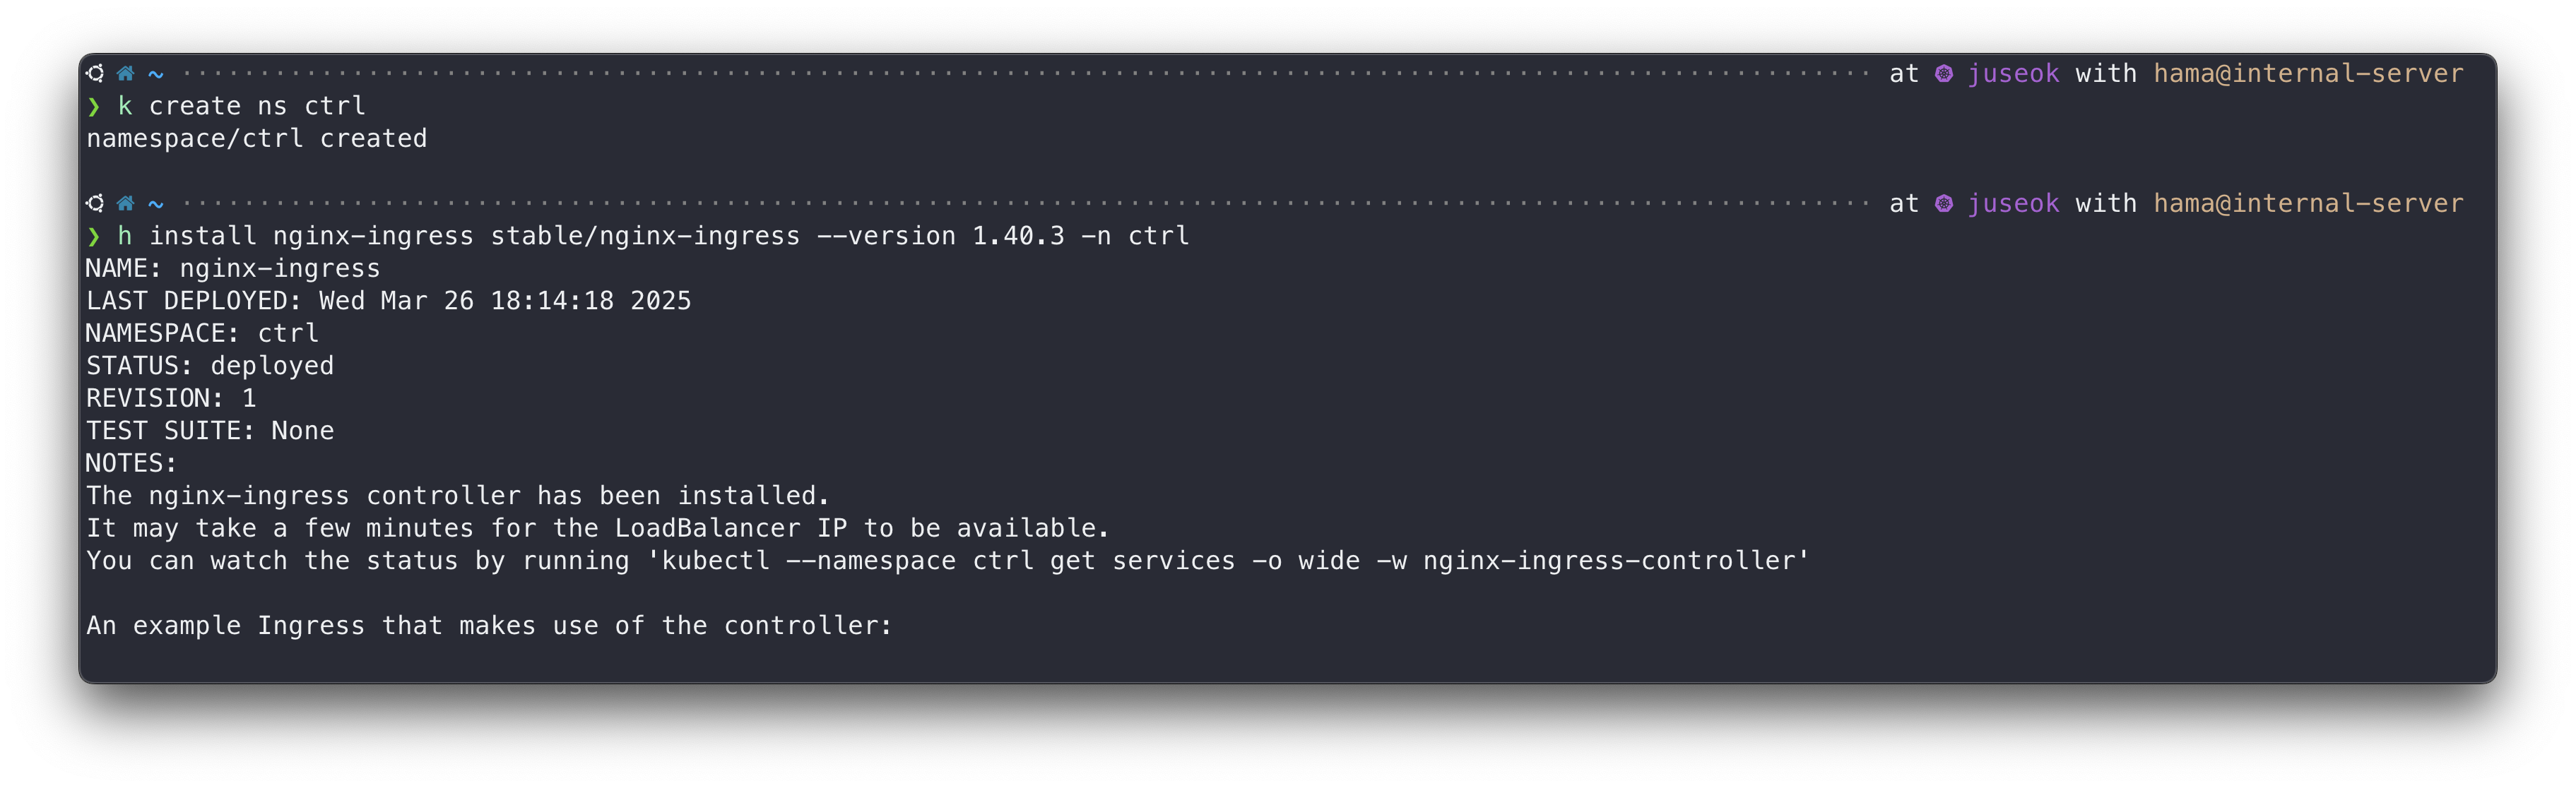 ~ at juseok with hama@internal-server
❯ k create ns ctrl
namespace/ctrl created
~ at juseok with hama@internal-server
❯ h install nginx-ingress stable/nginx-ingress --version 1.40.3 -n ctrl
NAME: nginx-ingress
LAST DEPLOYED: Wed Mar 26 18:14:18 2025
NAMESPACE: ctrl
STATUS: deployed
REVISION: 1
TEST SUITE: None
NOTES:
The nginx-ingress controller has been installed.
It may take a few minutes for the LoadBalancer IP to be available.
You can watch the status by running 'kubectl --namespace ctrl get services -o wide -w nginx-ingress-controller'
An example Ingress that makes use of the controller: